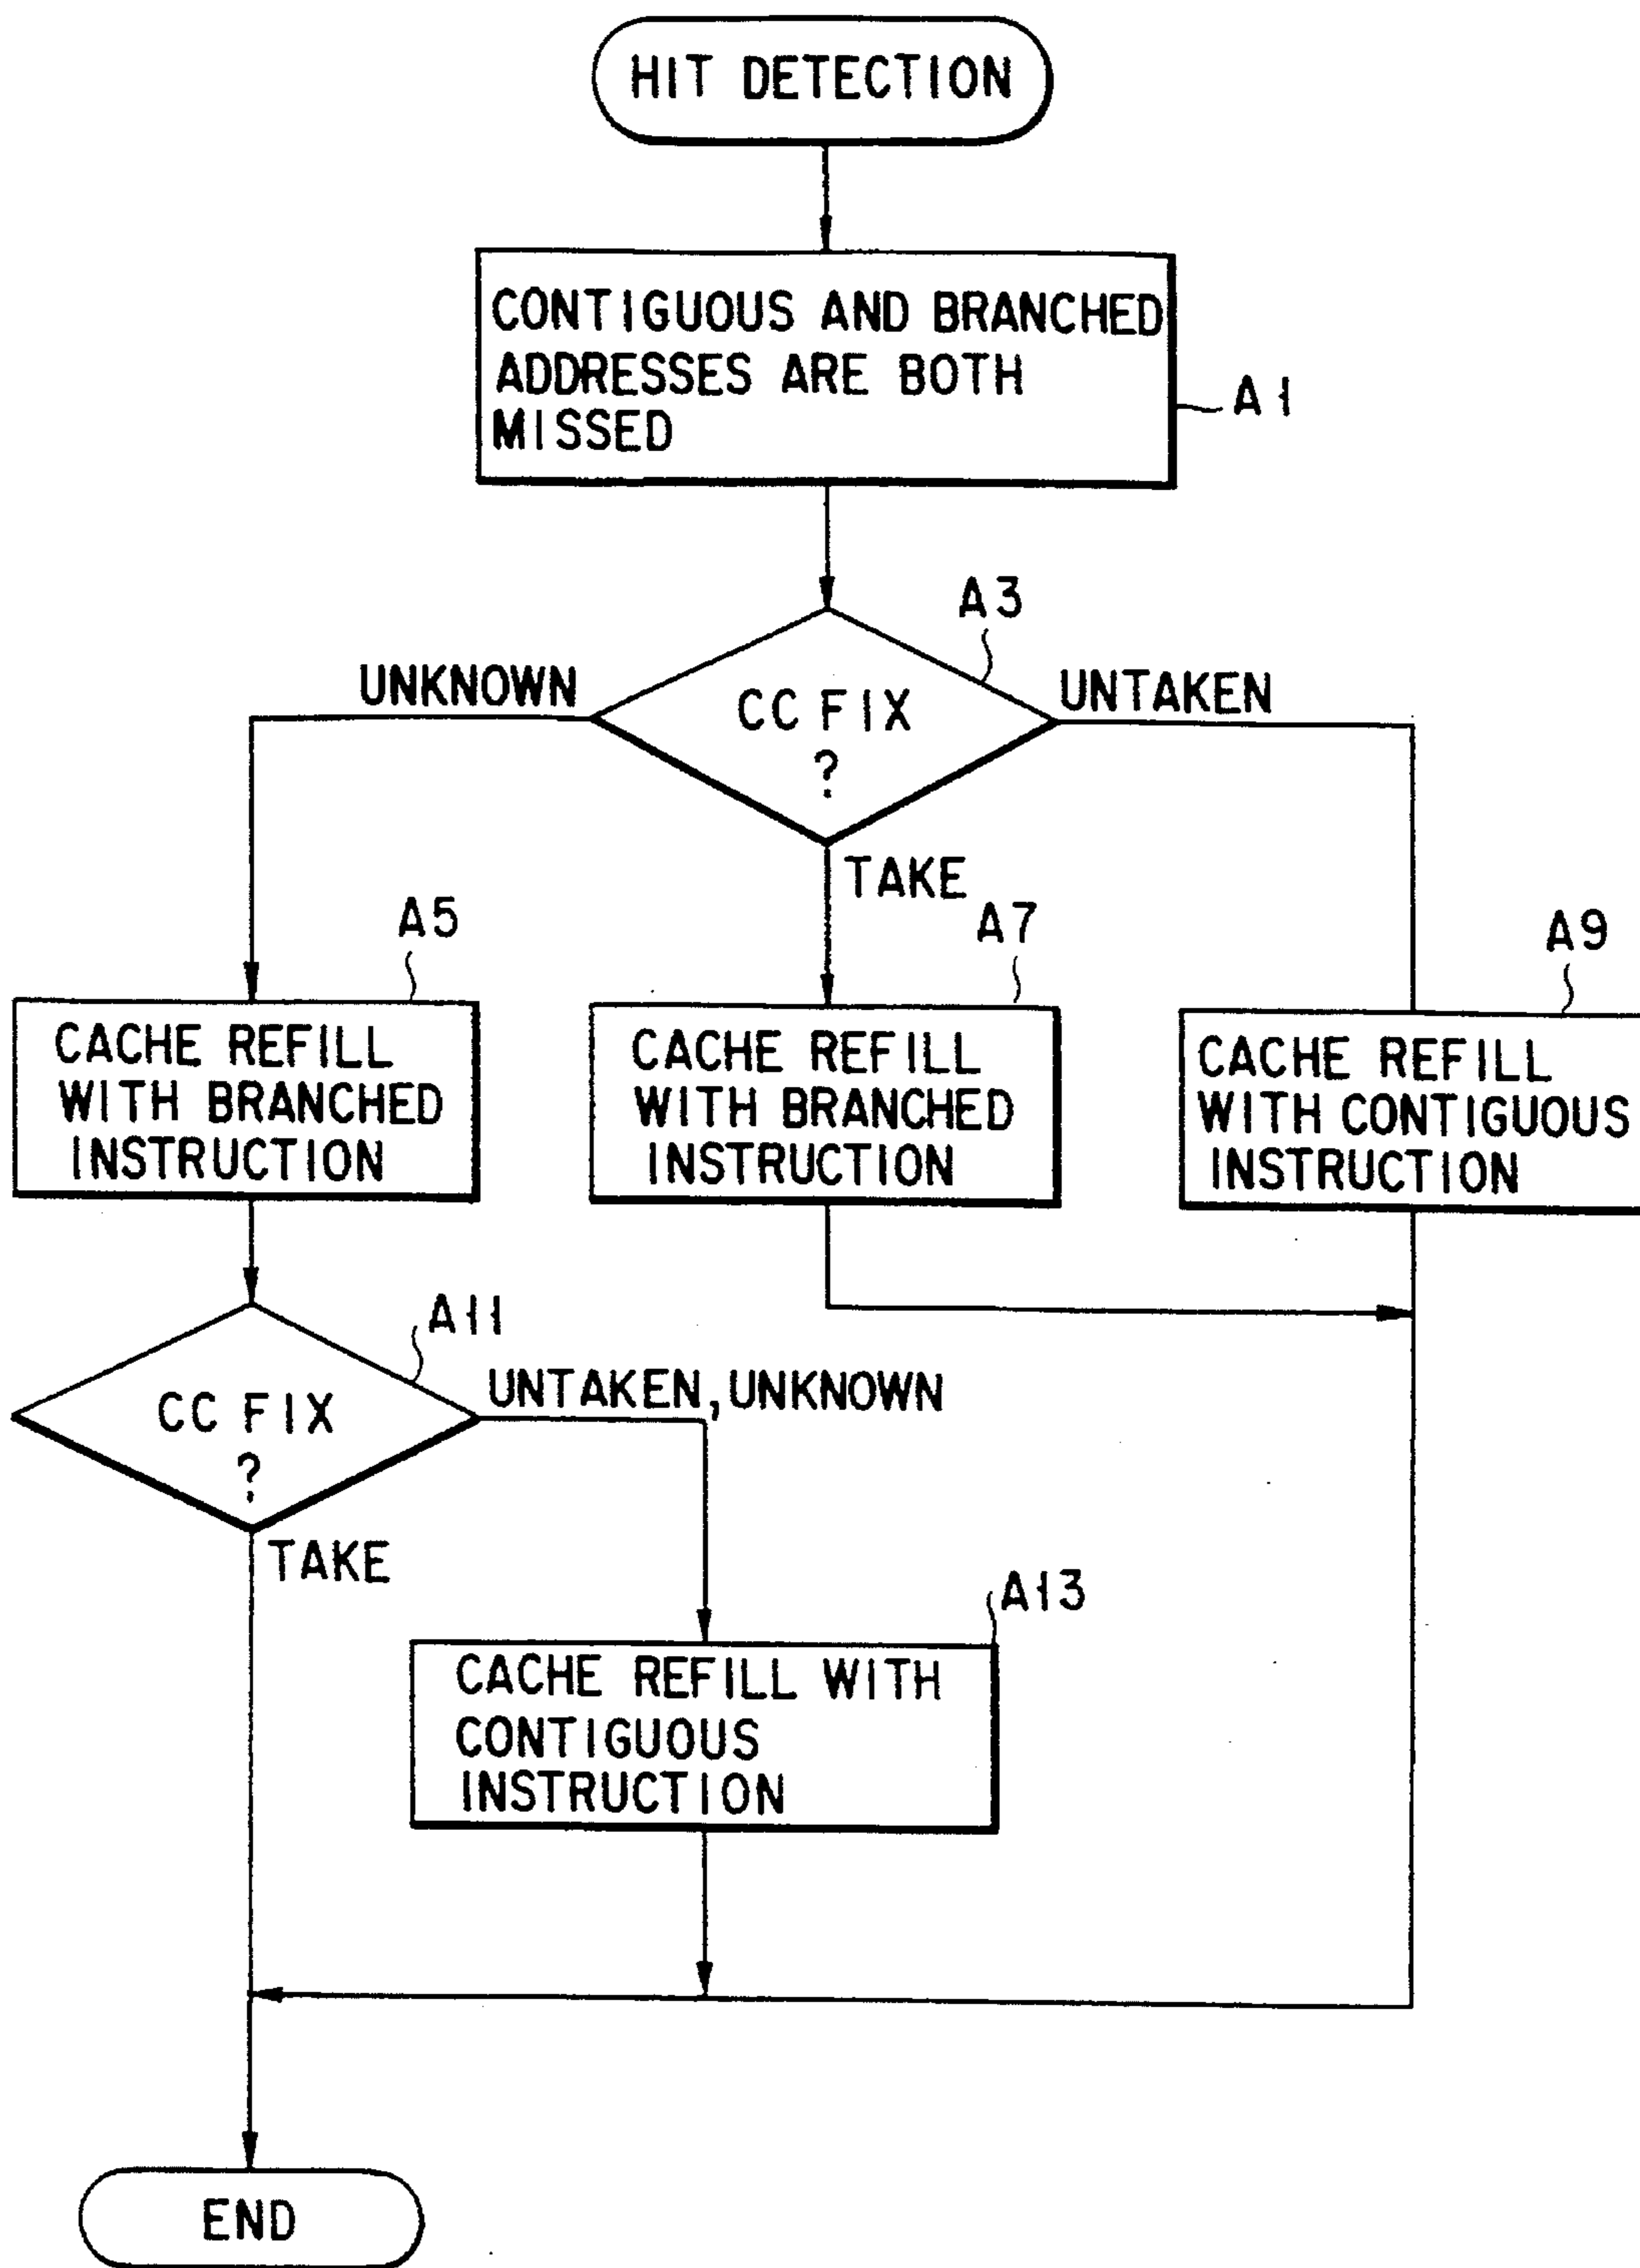 HIT DETECTION
CONTIGUOUS AND BRANCHED
ADDRESSES ARE BOTH
MISSED
A1
A3
UNKNOWN
CC FIX
?
UNTAKEN
TAKE
A5
CACHE REFILL
WITH BRANCHED
INSTRUCTION
A7
CACHE REFILL
WITH BRANCHED
INSTRUCTION
A9
CACHE REFILL
WITH CONTIGUOUS
INSTRUCTION
A11
CC FIX
?
UNTAKEN, UNKNOWN
TAKE
A13
CACHE REFILL WITH
CONTIGUOUS
INSTRUCTION
END